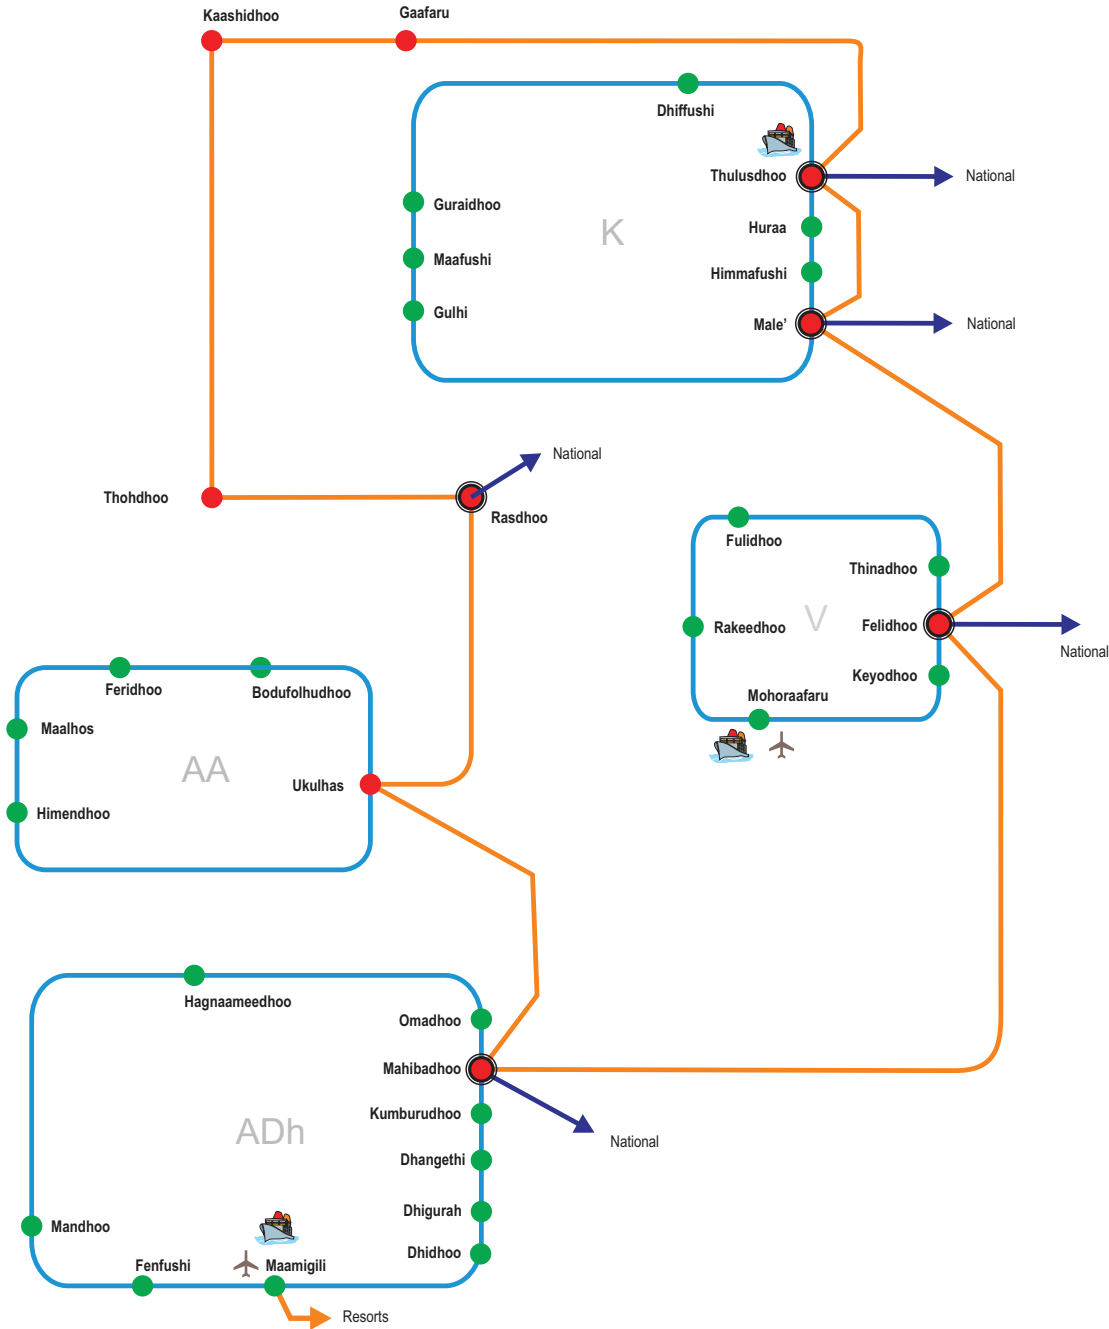 Kaashidhoo
Gaafaru
Dhiffushi
Thulusdhoo
National
Guraidhoo
K
Huraa
Maafushi
Himmafushi
Gulhi
Male’
National
National
Thohdhoo
Rasdhoo
Fulidhoo
Thinadhoo
Rakeedhoo
V
Felidhoo
National
Keyodhoo
Mohoraafaru
Feridhoo
Bodufolhudhoo
Maalhos
AA
Ukulhas
Himendhoo
Hagnaameedhoo
Omadhoo
Mahibadhoo
Kumburudhoo
ADh
National
Dhangethi
Dhigurah
Mandhoo
Dhidhoo
Fenfushi
Maamigili
Resorts